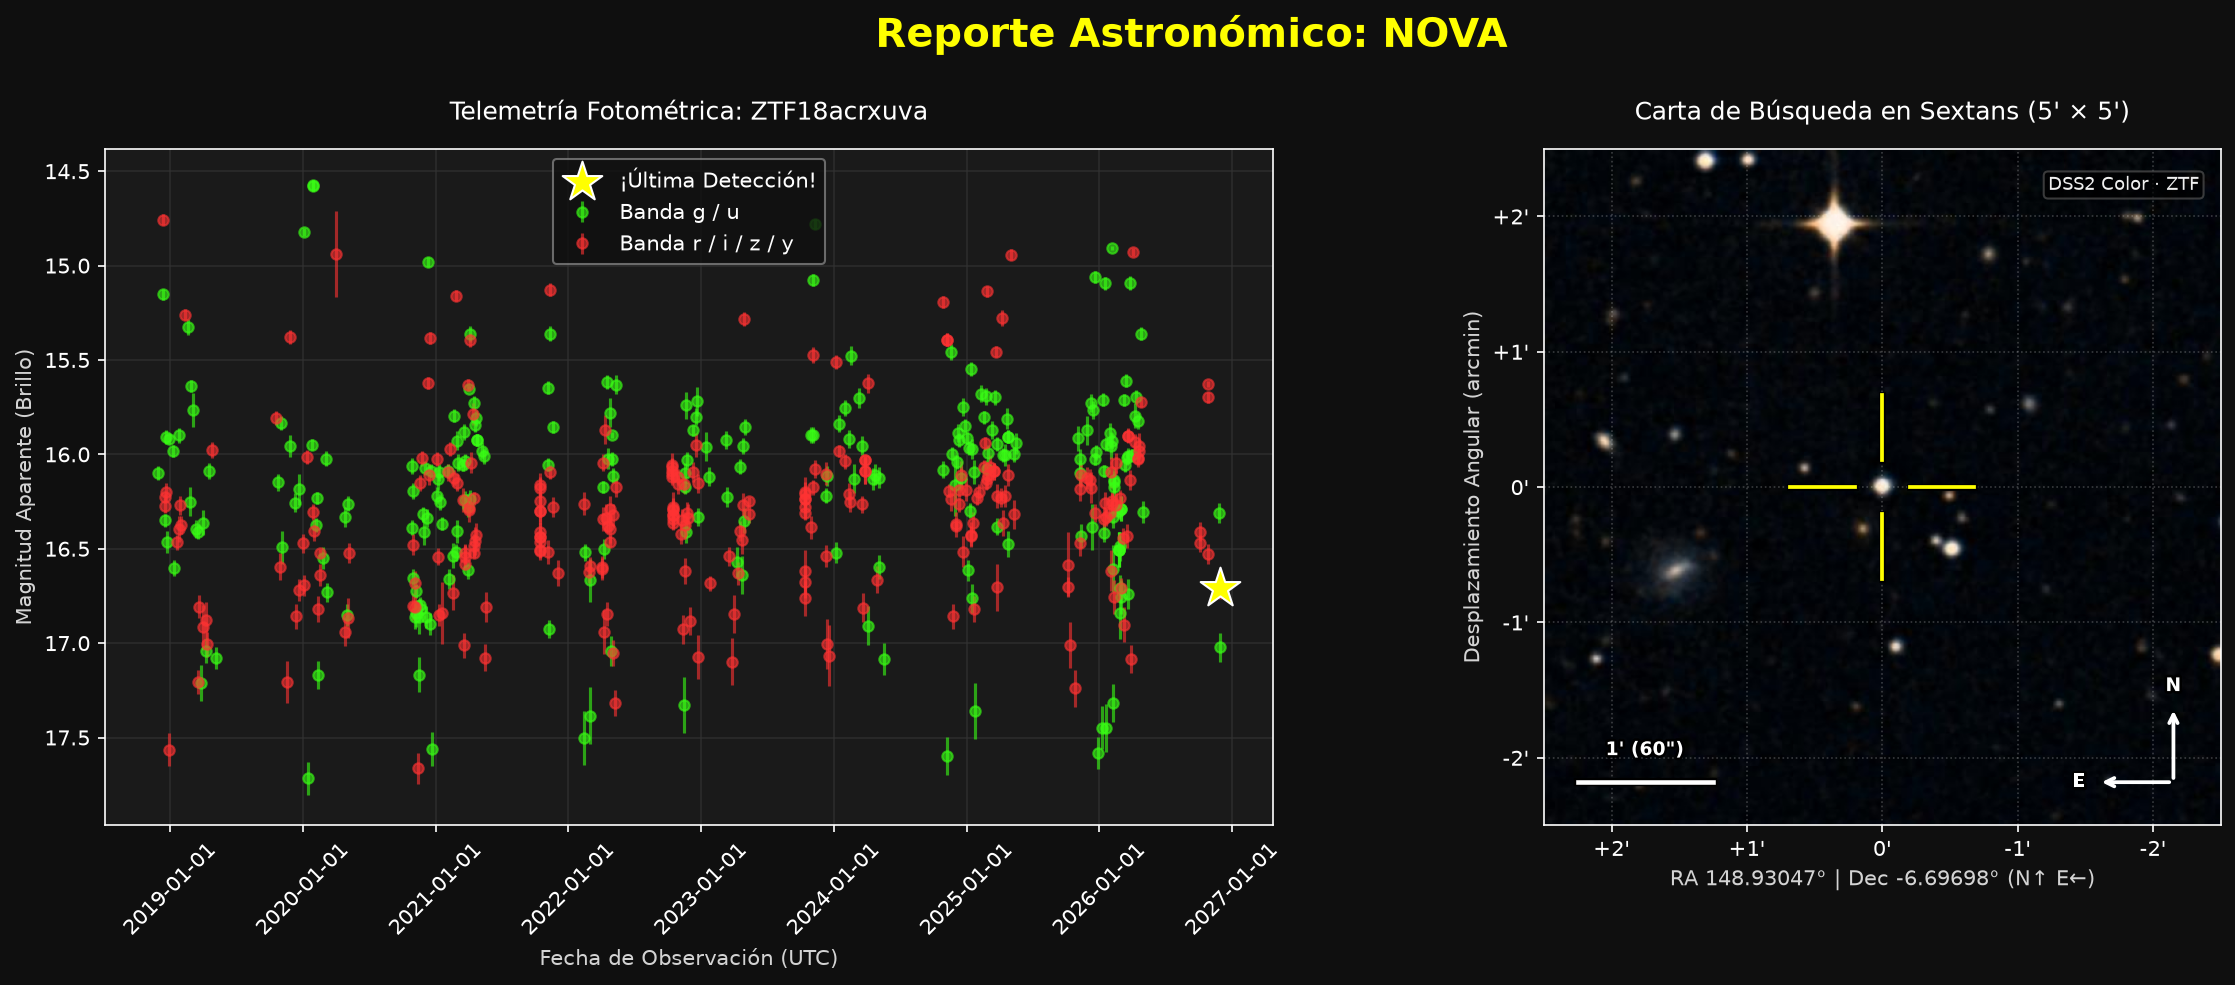 Reporte Astronómico: NOVA
Telemetría Fotométrica: ZTF18acrxuva
¡Última Detección!
Banda g / u
Banda r / i / z / y
Magnitud Aparente (Brillo)
14.5
15.0
15.5
16.0
16.5
17.0
17.5
2019-01-01
2020-01-01
2021-01-01
2022-01-01
2023-01-01
2024-01-01
2025-01-01
2026-01-01
2027-01-01
Fecha de Observación (UTC)
Carta de Búsqueda en Sextans (5' × 5')
DSS2 Color · ZTF
Desplazamiento Angular (arcmin)
+2'
+1'
0'
-1'
-2'
1' (60")
N
E
+2'
+1'
0'
-1'
-2'
RA 148.93047° | Dec -6.69698° (N↑ E←)